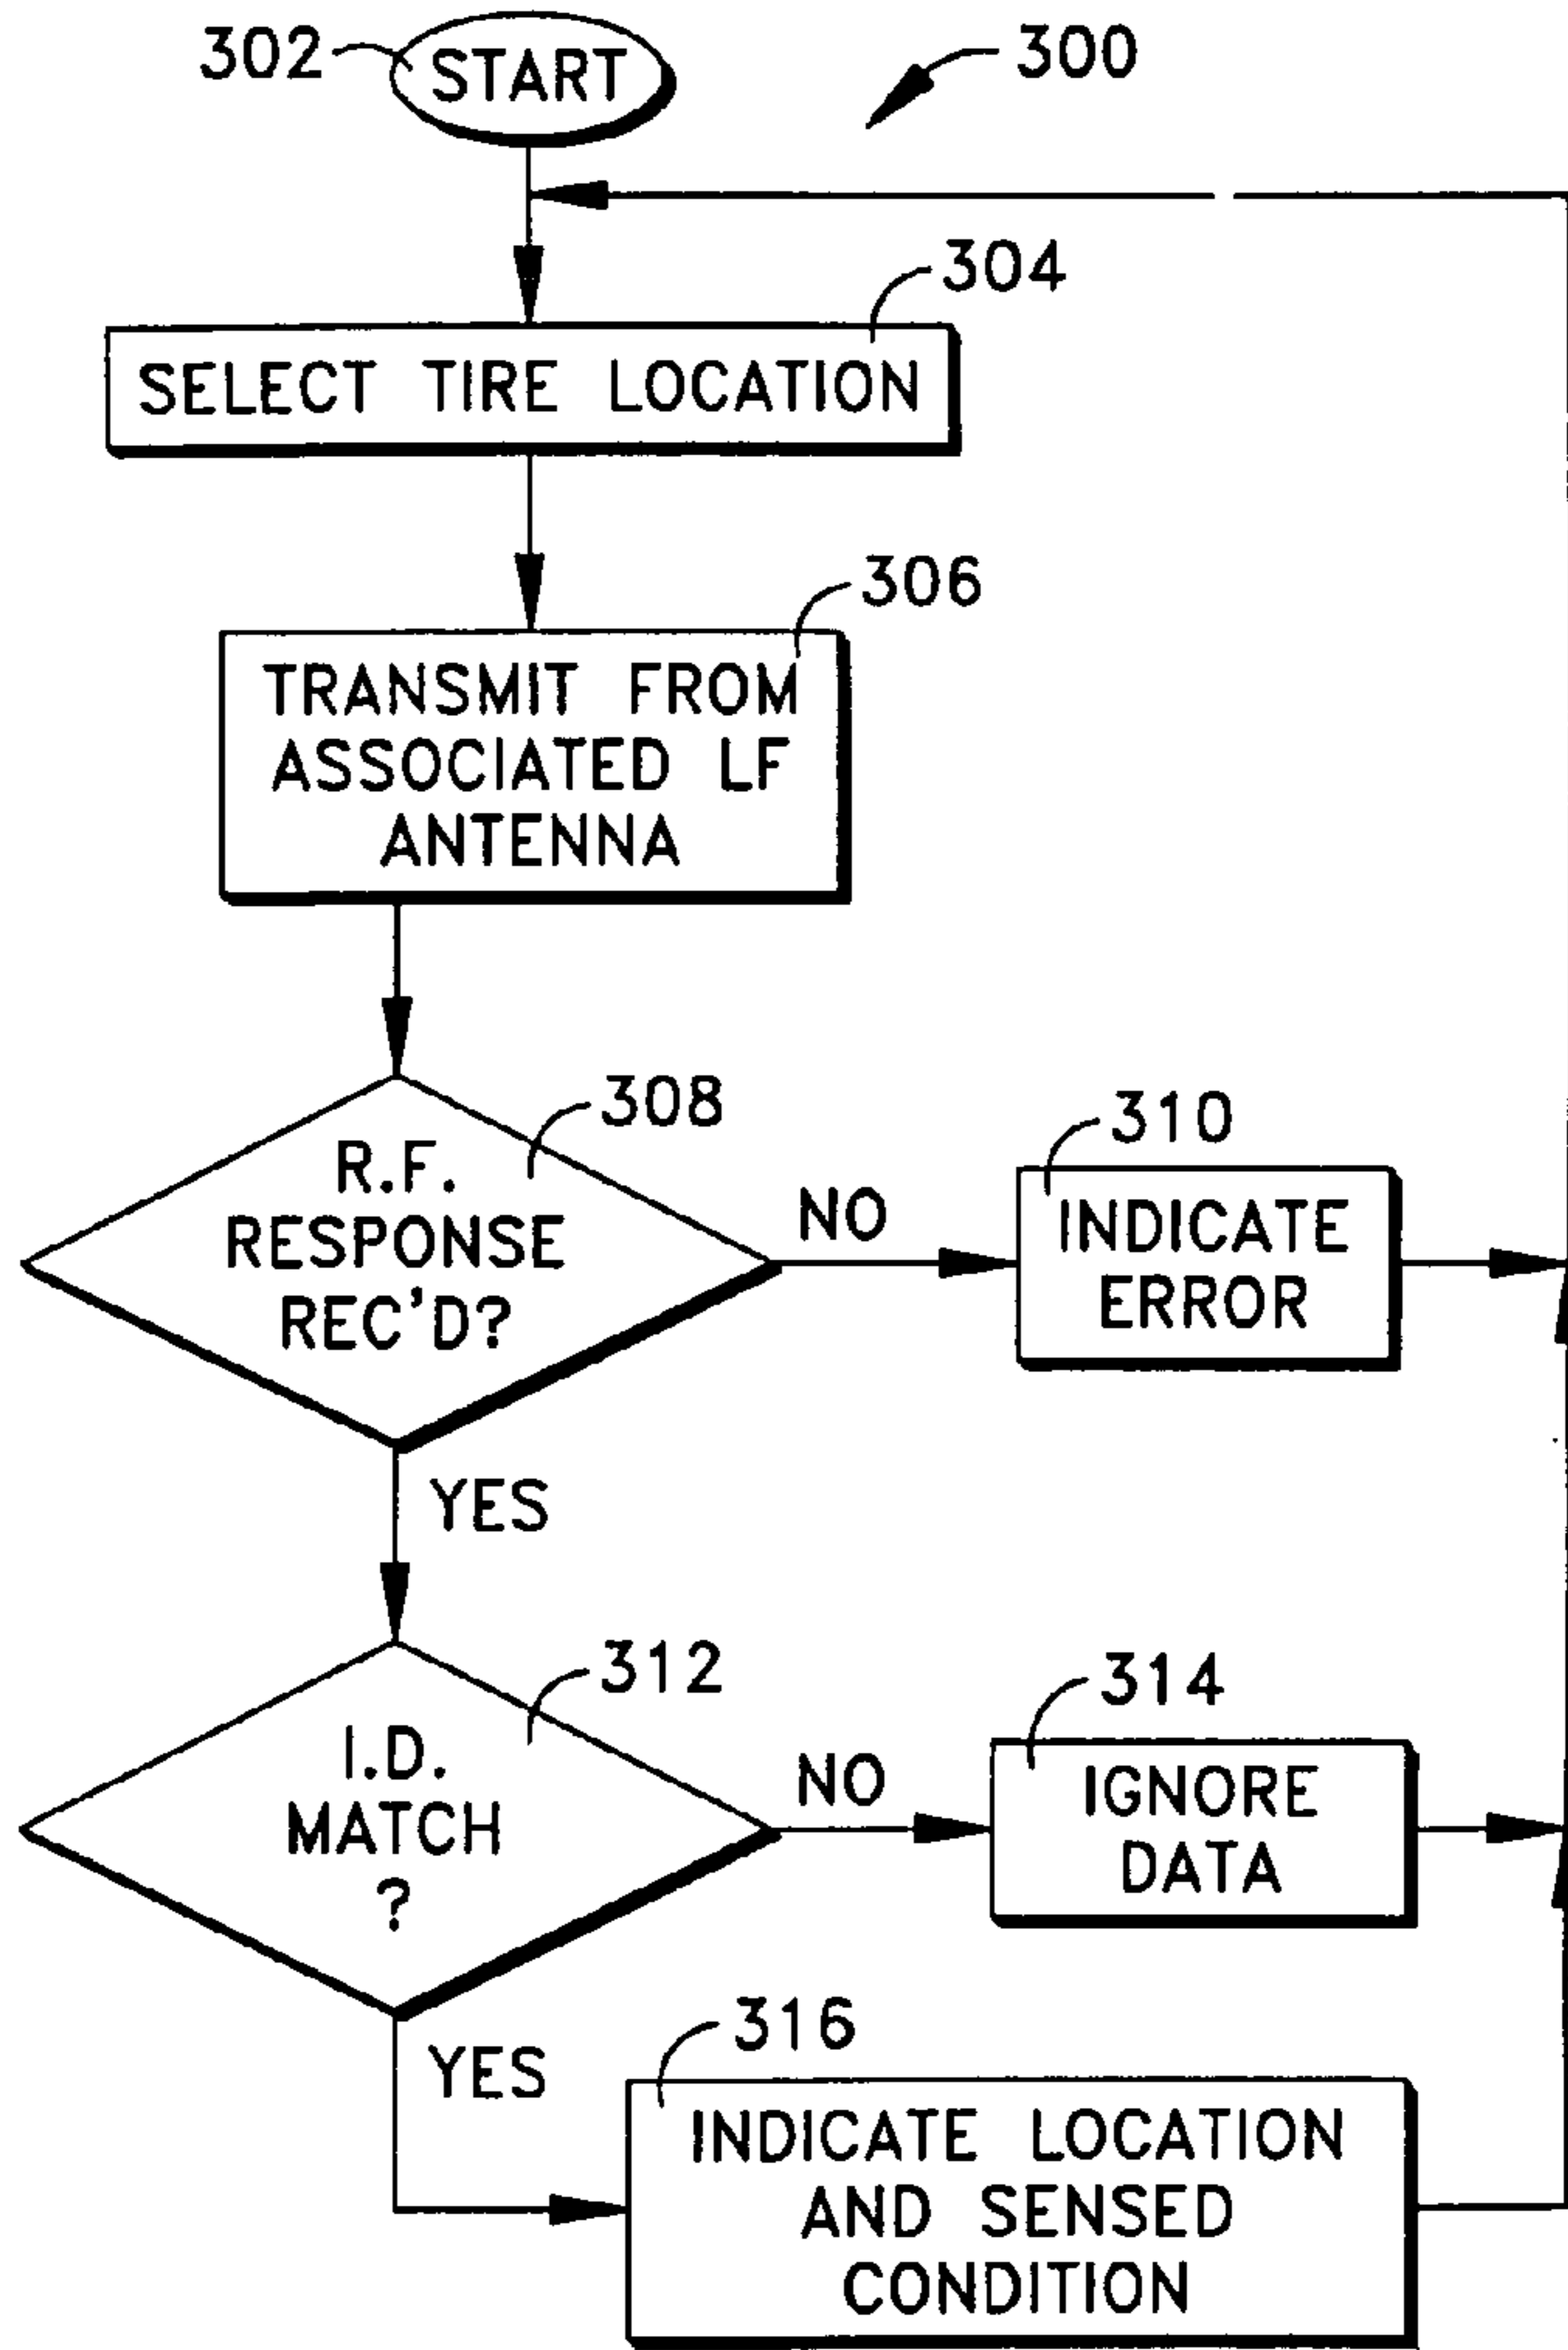 302
START
300
304
SELECT TIRE LOCATION
306
TRANSMIT FROM
ASSOCIATED LF
ANTENNA
308
R.F.
RESPONSE
REC'D?
NO
310
INDICATE
ERROR
YES
312
I.D.
MATCH
?
NO
314
IGNORE
DATA
YES
316
INDICATE LOCATION
AND SENSED
CONDITION